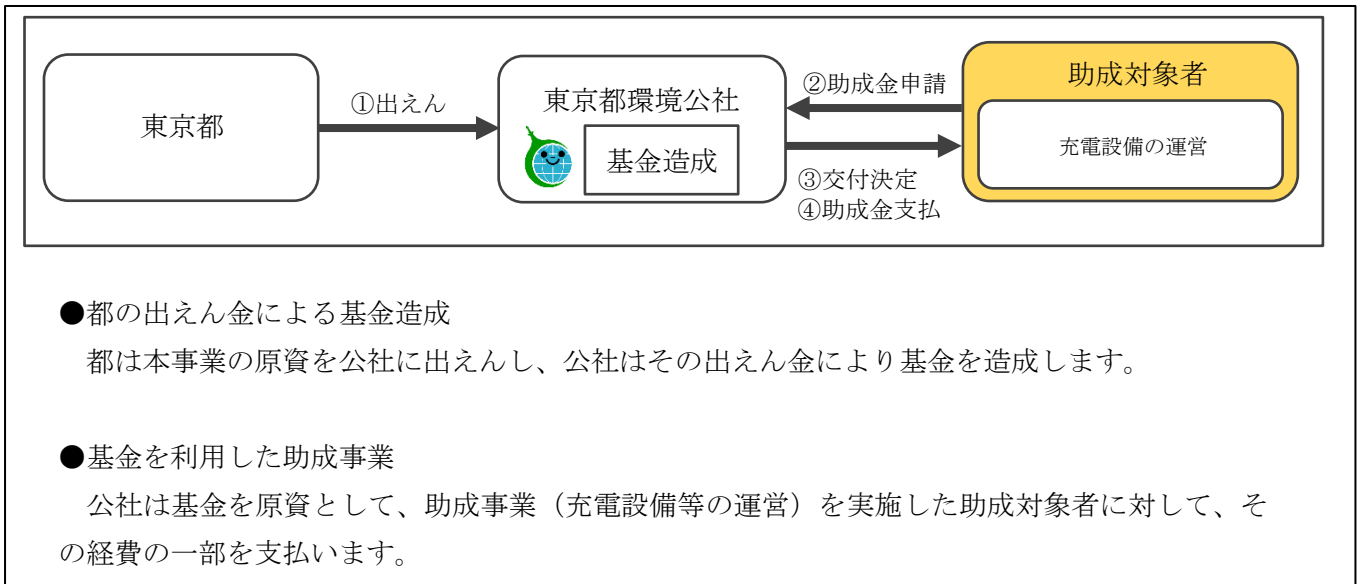 東京都
①出えん
東京都環境公社
基金造成
②助成金申請
③交付決定
④助成金支払
助成対象者
充電設備の運営
●都の出えん金による基金造成
都は本事業の原資を公社に出えんし、公社はその出えん金により基金を造成します。
●基金を利用した助成事業
公社は基金を原資として、助成事業（充電設備等の運営）を実施した助成対象者に対して、そ
の経費の一部を支払います。